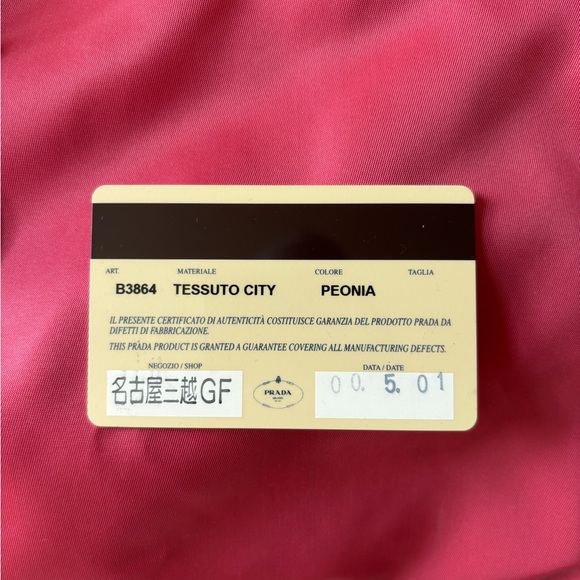 ART. MATERIALE COLORE TAGLIA
B3864 TESSUTO CITY PEONIA
IL PRESENTE CERTIFICATO DI AUTENTICITÀ COSTITUISCE GARANZIA DEL PRODOTTO PRADA DA
DIFETTI DI FABBRICAZIONE.
THIS PRADA PRODUCT IS GRANTED A GUARANTEE COVERING ALL MANUFACTURING DEFECTS.
NEGOZIO / SHOP DATA / DATE
名古屋三越GF PRADA 00. 5. 01
MILANO